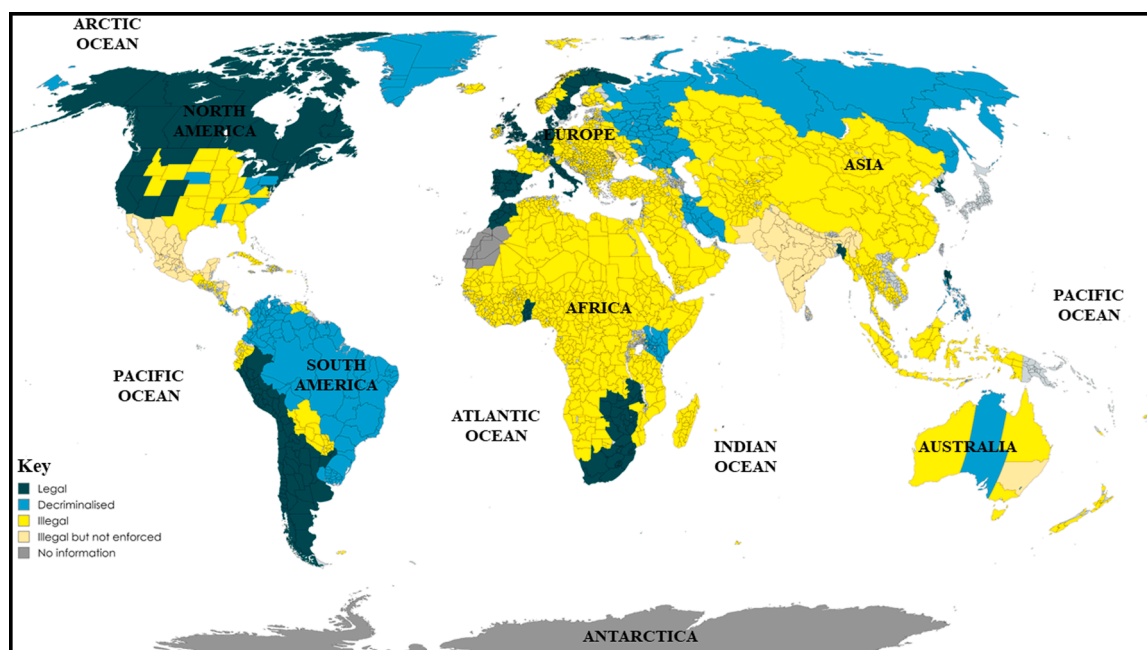 ARCTIC
OCEAN
NORTH
AMERICA
EUROPE
ASIA
AFRICA
PACIFIC
OCEAN
SOUTH
AMERICA
PACIFIC
OCEAN
ATLANTIC
OCEAN
INDIAN
OCEAN
AUSTRALIA
Key
Legal
Decriminalised
Illegal
Illegal but not enforced
No information
ANTARCTICA